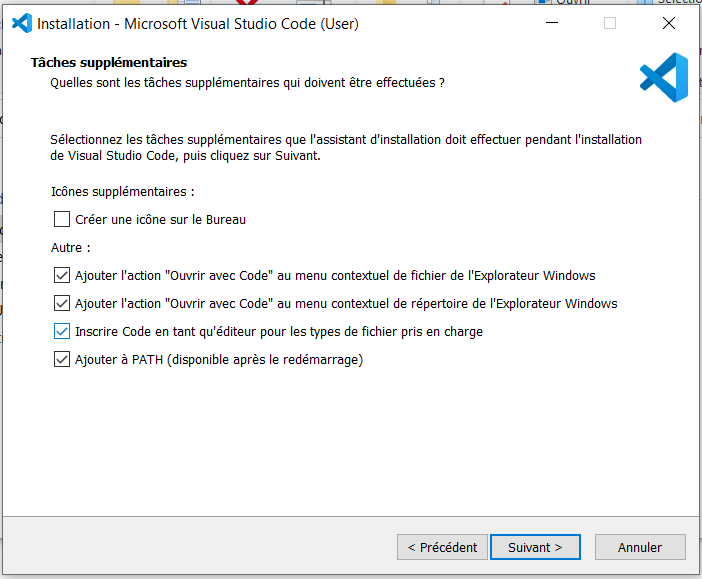 Installation - Microsoft Visual Studio Code (User)
Tâches supplémentaires
Quelles sont les tâches supplémentaires qui doivent être effectuées ?
Sélectionnez les tâches supplémentaires que l'assistant d'installation doit effectuer pendant l'installation
de Visual Studio Code, puis cliquez sur Suivant.
Icônes supplémentaires :
Créer une icône sur le Bureau
Autre :
Ajouter l'action "Ouvrir avec Code" au menu contextuel de fichier de l'Explorateur Windows
Ajouter l'action "Ouvrir avec Code" au menu contextuel de répertoire de l'Explorateur Windows
Inscrire Code en tant qu'éditeur pour les types de fichier pris en charge
Ajouter à PATH (disponible après le redémarrage)
< Précédent
Suivant >
Annuler